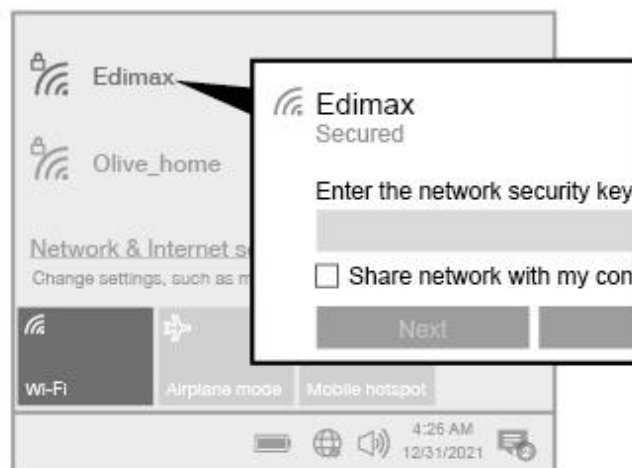 Edimax
Olive_home
Network & Internet s
Change settings, such as m
Wi-Fi
Airplane mode
Mobile hotspot
4:26 AM
12/31/2021
2
Edimax
Secured
Enter the network security key
Share network with my con
Next